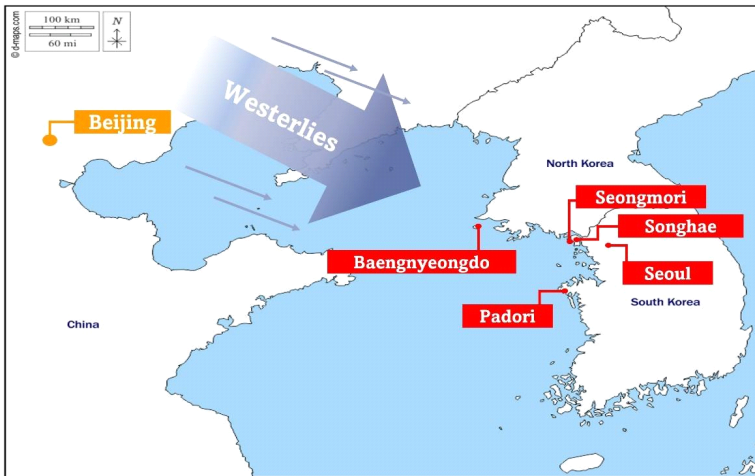 100 km
60 mi
N
© d-maps.com
Westerlies
Beijing
North Korea
Seongmori
Songhae
Baengnyeongdo
Seoul
South Korea
Padori
China